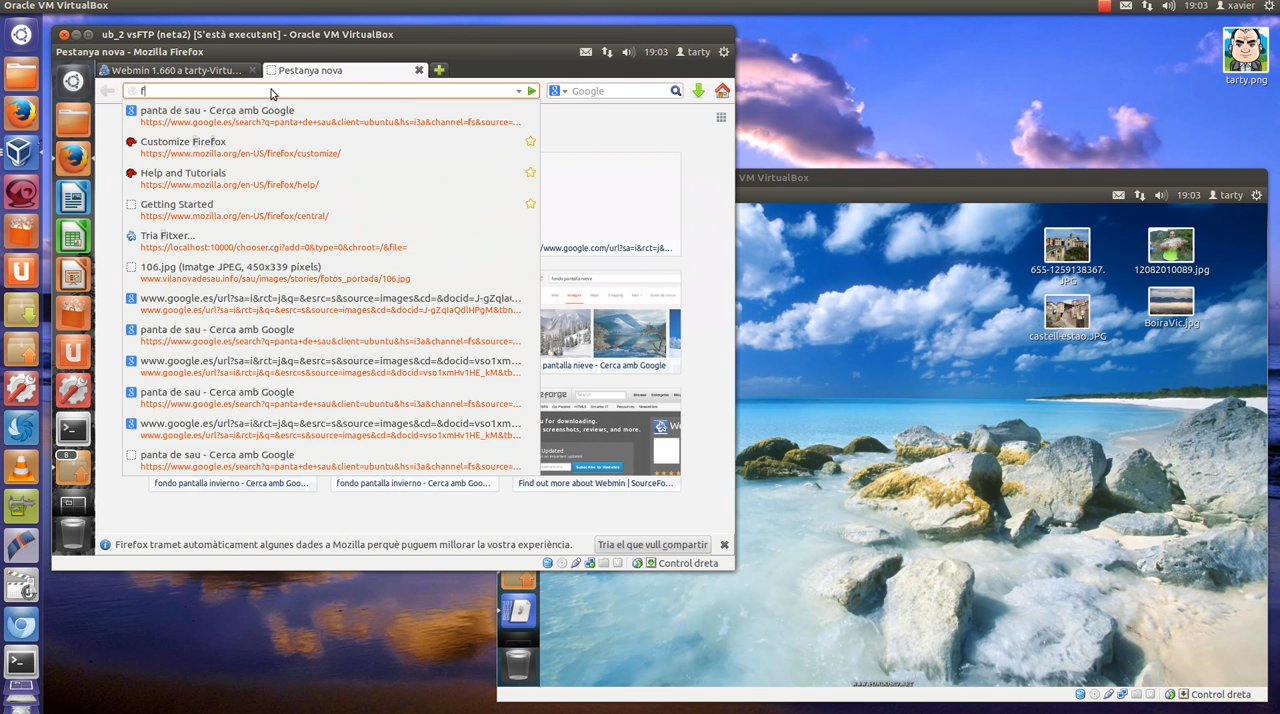 Oracle VM VirtualBox
19:03 xavier
ub_2 vsFTP (neta2) [S'està executant] - Oracle VM VirtualBox
Pestanya nova - Mozilla Firefox
19:03 tarty
Webmin 1.660 a tarty-Virtu...
Pestanya nova
f
Google
panta de sau - Cerca amb Google
https://www.google.es/search?q=panta+de+sau&client=ubuntu&hs=i3a&channel=fs&source=...
Customize Firefox
https://www.mozilla.org/en-US/firefox/customize/
Help and Tutorials
https://www.mozilla.org/en-US/firefox/help/
Getting Started
https://www.mozilla.org/en-US/firefox/central/
Tria Fitxer...
https://localhost:10000/chooser.cgi?add=0&type=0&chroot=/&file=
106.jpg (Imatge JPEG, 450x339 píxels)
www.vilanovadesau.info/sau/images/stories/fotos_portada/106.jpg
www.google.es/url?sa=i&rct=j&q=&esrc=s&source=images&cd=&docid=J-gZqIa...
https://www.google.es/url?sa=i&rct=j&q=&esrc=s&source=images&cd=&docid=J-gZqIaQdlHPgM&tbn...
panta de sau - Cerca amb Google
https://www.google.es/search?q=panta+de+sau&client=ubuntu&hs=i3a&channel=fs&source=...
www.google.es/url?sa=i&rct=j&q=&esrc=s&source=images&cd=&docid=vso1xm...
https://www.google.es/url?sa=i&rct=j&q=&esrc=s&source=images&cd=&docid=vso1xmHv1HE_kM&tb...
panta de sau - Cerca amb Google
https://www.google.es/search?q=panta+de+sau&client=ubuntu&hs=i3a&channel=fs&source=...
www.google.es/url?sa=i&rct=j&q=&esrc=s&source=images&cd=&docid=vso1xm...
https://www.google.es/url?sa=i&rct=j&q=&esrc=s&source=images&cd=&docid=vso1xmHv1HE_kM&tb...
panta de sau - Cerca amb Google
https://www.google.es/search?q=panta+de+sau&client=ubuntu&hs=i3a&channel=fs&source=...
/www.google.com/url?sa=i&rct=j&...
fondo pantalla nieve
pantalla nieve - Cerca amb Google
for downloading.
screenshots, reviews, and more.
Updated
fondo pantalla invierno - Cerca amb Goo...
fondo pantalla invierno - Cerca amb Goo...
Find out more about Webmin | SourceFo...
Firefox tramet automàticament algunes dades a Mozilla perquè puguem millorar la vostra experiència.
Tria el que vull compartir
Control dreta
8
tarty.png
VM VirtualBox
19:03 tarty
655-1259138367.
JPG
12082010089.jpg
castell-estao.JPG
BoiraVic.jpg
Control dreta